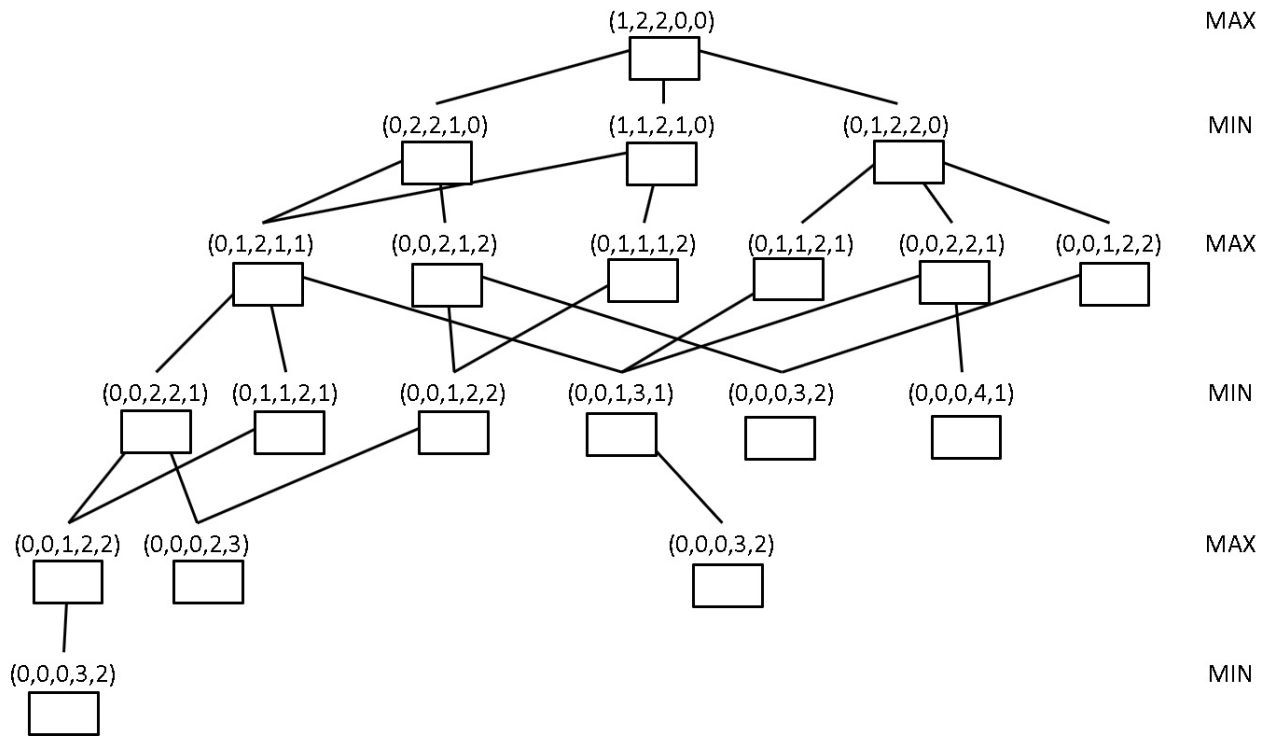 (1,2,2,0,0) MAX
(0,2,2,1,0) (1,1,2,1,0) (0,1,2,2,0) MIN
(0,1,2,1,1) (0,0,2,1,2) (0,1,1,1,2) (0,1,1,2,1) (0,0,2,2,1) (0,0,1,2,2) MAX
(0,0,2,2,1) (0,1,1,2,1) (0,0,1,2,2) (0,0,1,3,1) (0,0,0,3,2) (0,0,0,4,1) MIN
(0,0,1,2,2) (0,0,0,2,3) (0,0,0,3,2) MAX
(0,0,0,3,2) MIN